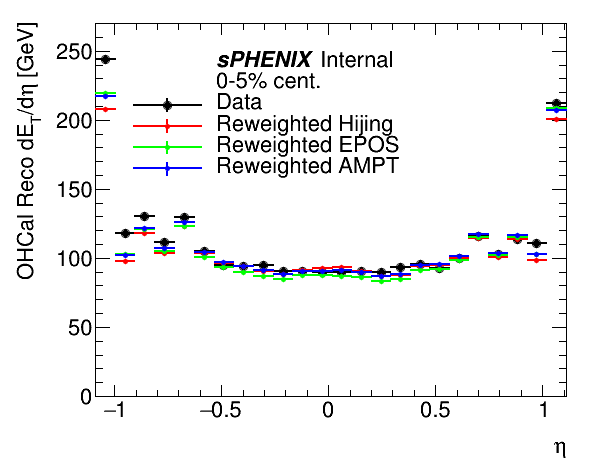 OHCal Reco dE_T/dη [GeV]
250
200
150
100
50
0
sPHENIX Internal
0-5% cent.
Data
Reweighted Hijing
Reweighted EPOS
Reweighted AMPT
−1 −0.5 0 0.5 1
η